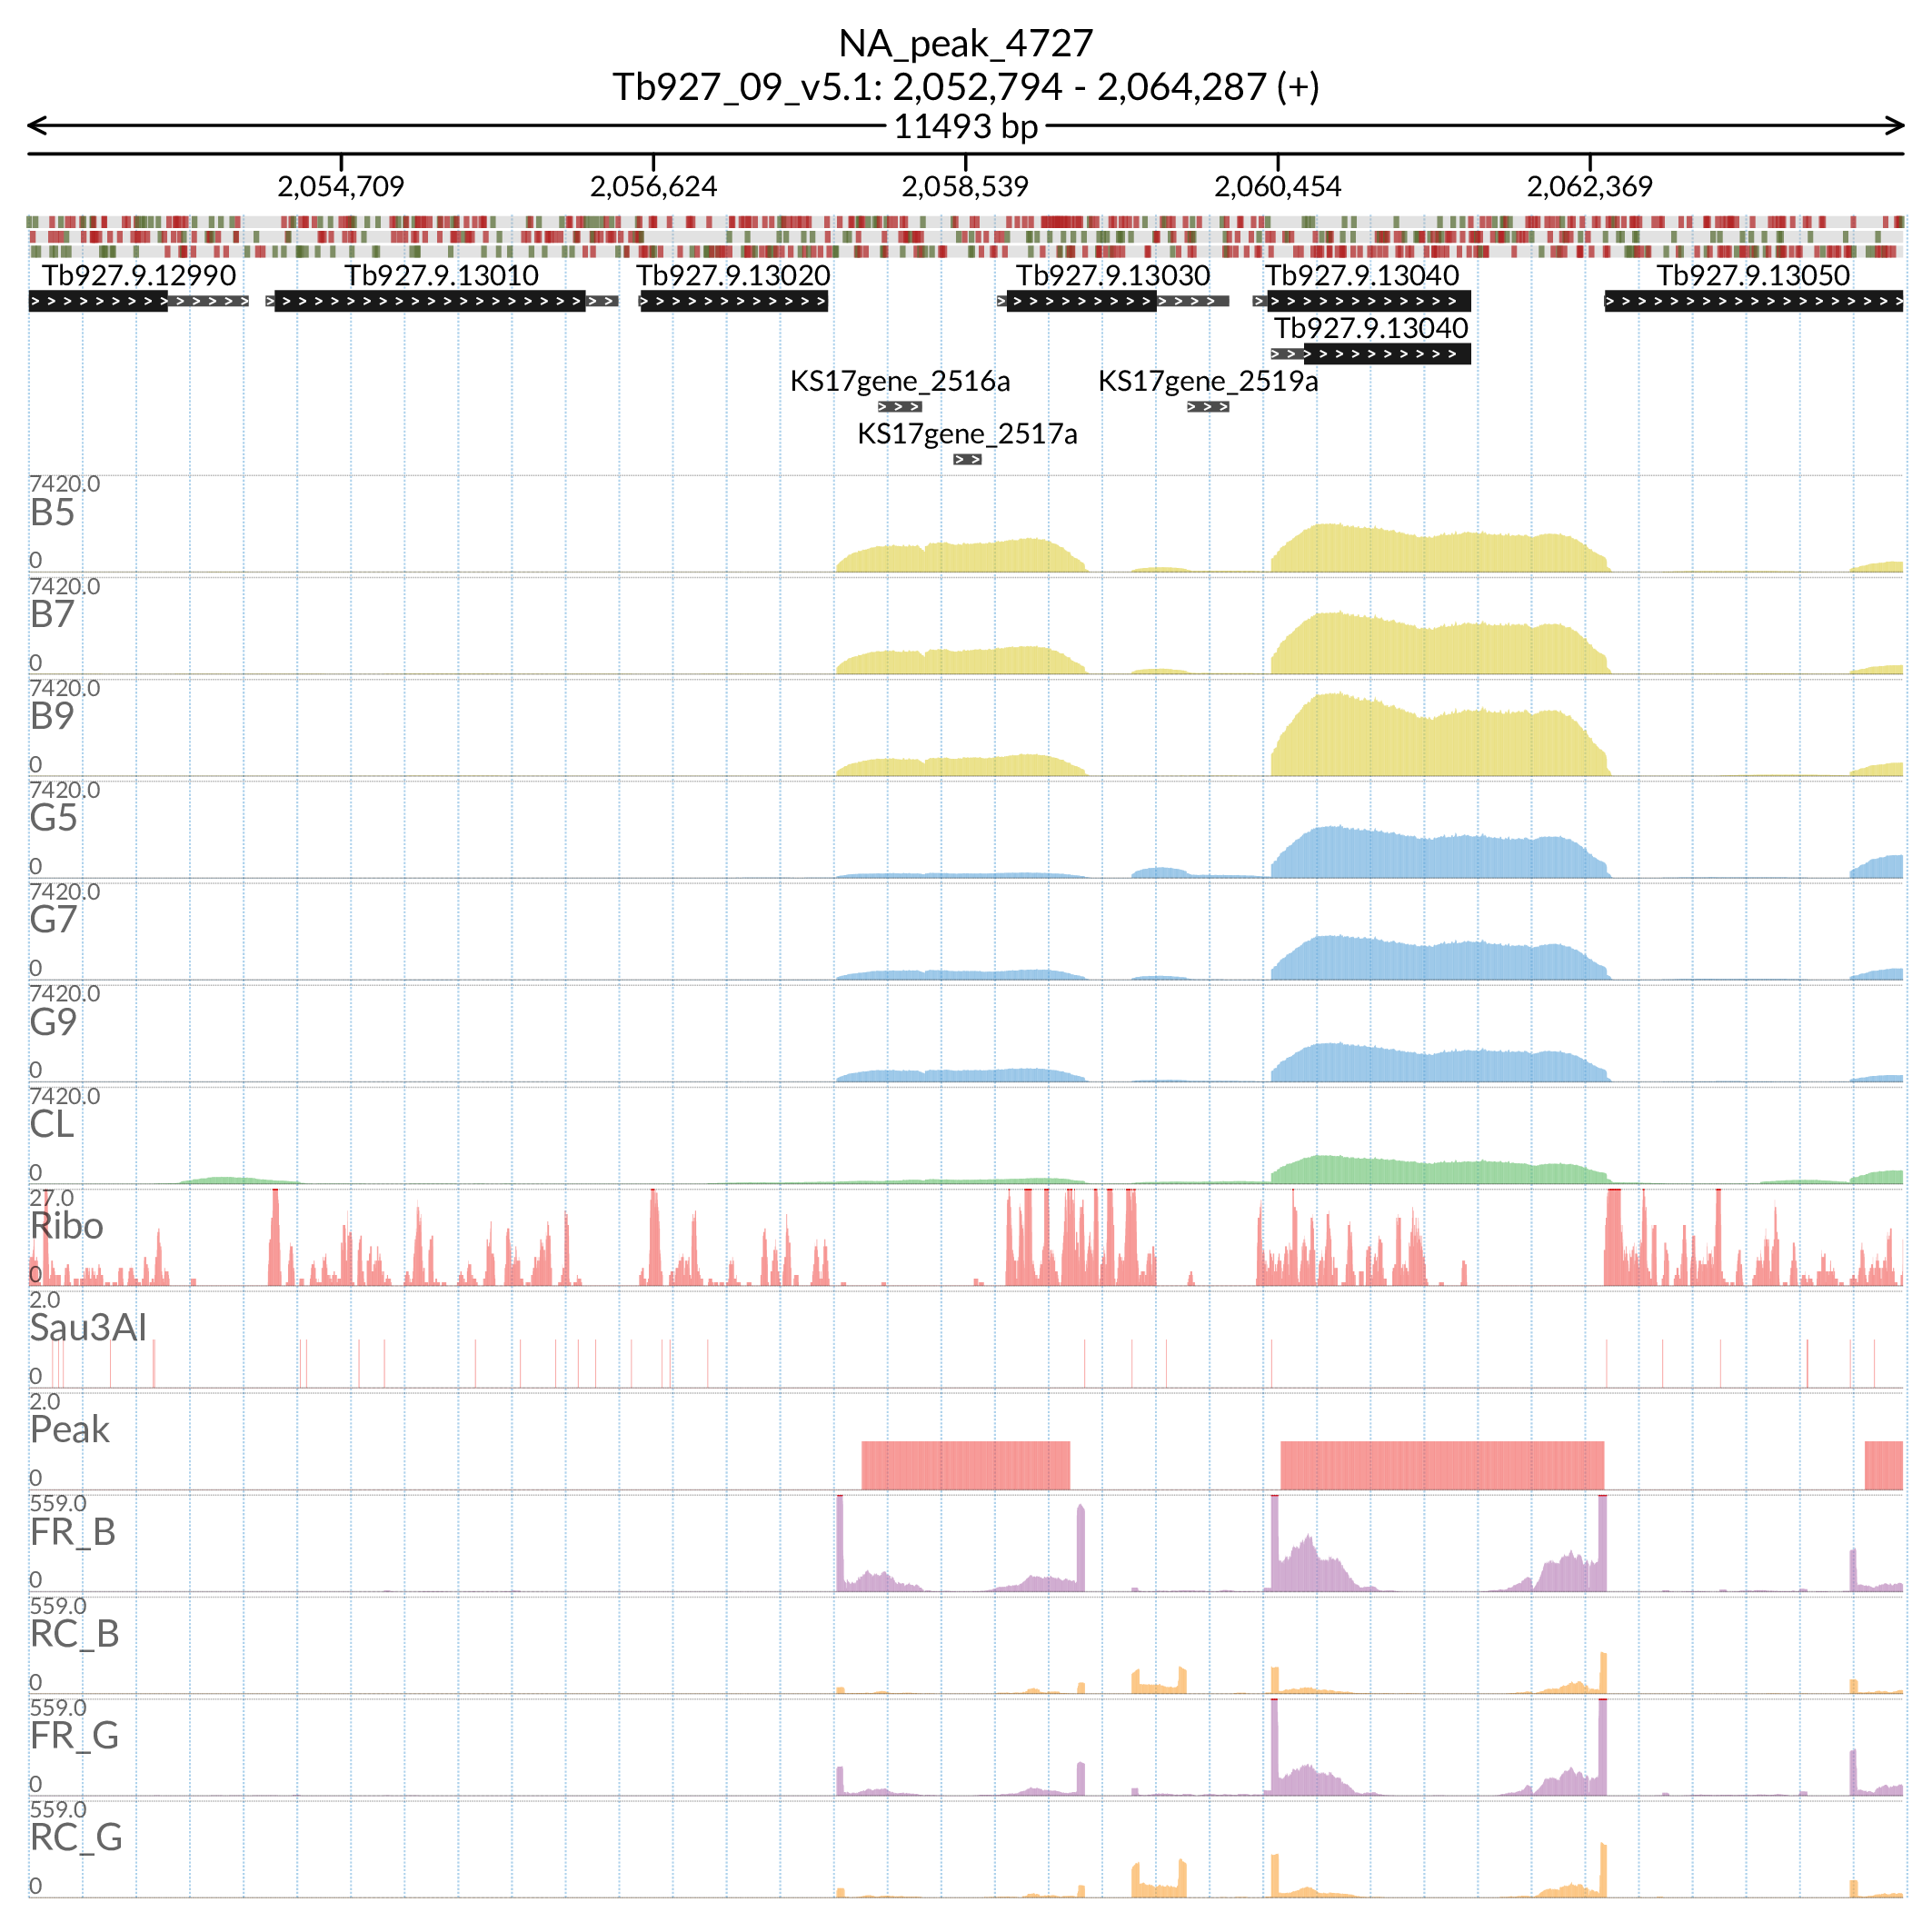 NA_peak_4727
Tb927_09_v5.1: 2,052,794 - 2,064,287 (+)
11493 bp
2,054,709 2,056,624 2,058,539 2,060,454 2,062,369
Tb927.9.12990 Tb927.9.13010 Tb927.9.13020 Tb927.9.13030 Tb927.9.13040 Tb927.9.13050
Tb927.9.13040
KS17gene_2516a KS17gene_2519a
KS17gene_2517a
7420.0
B5
0
7420.0
B7
0
7420.0
B9
0
7420.0
G5
0
7420.0
G7
0
7420.0
G9
0
7420.0
CL
0
27.0
Ribo
0
2.0
Sau3AI
0
2.0
Peak
0
559.0
FR_B
0
559.0
RC_B
0
559.0
FR_G
0
559.0
RC_G
0